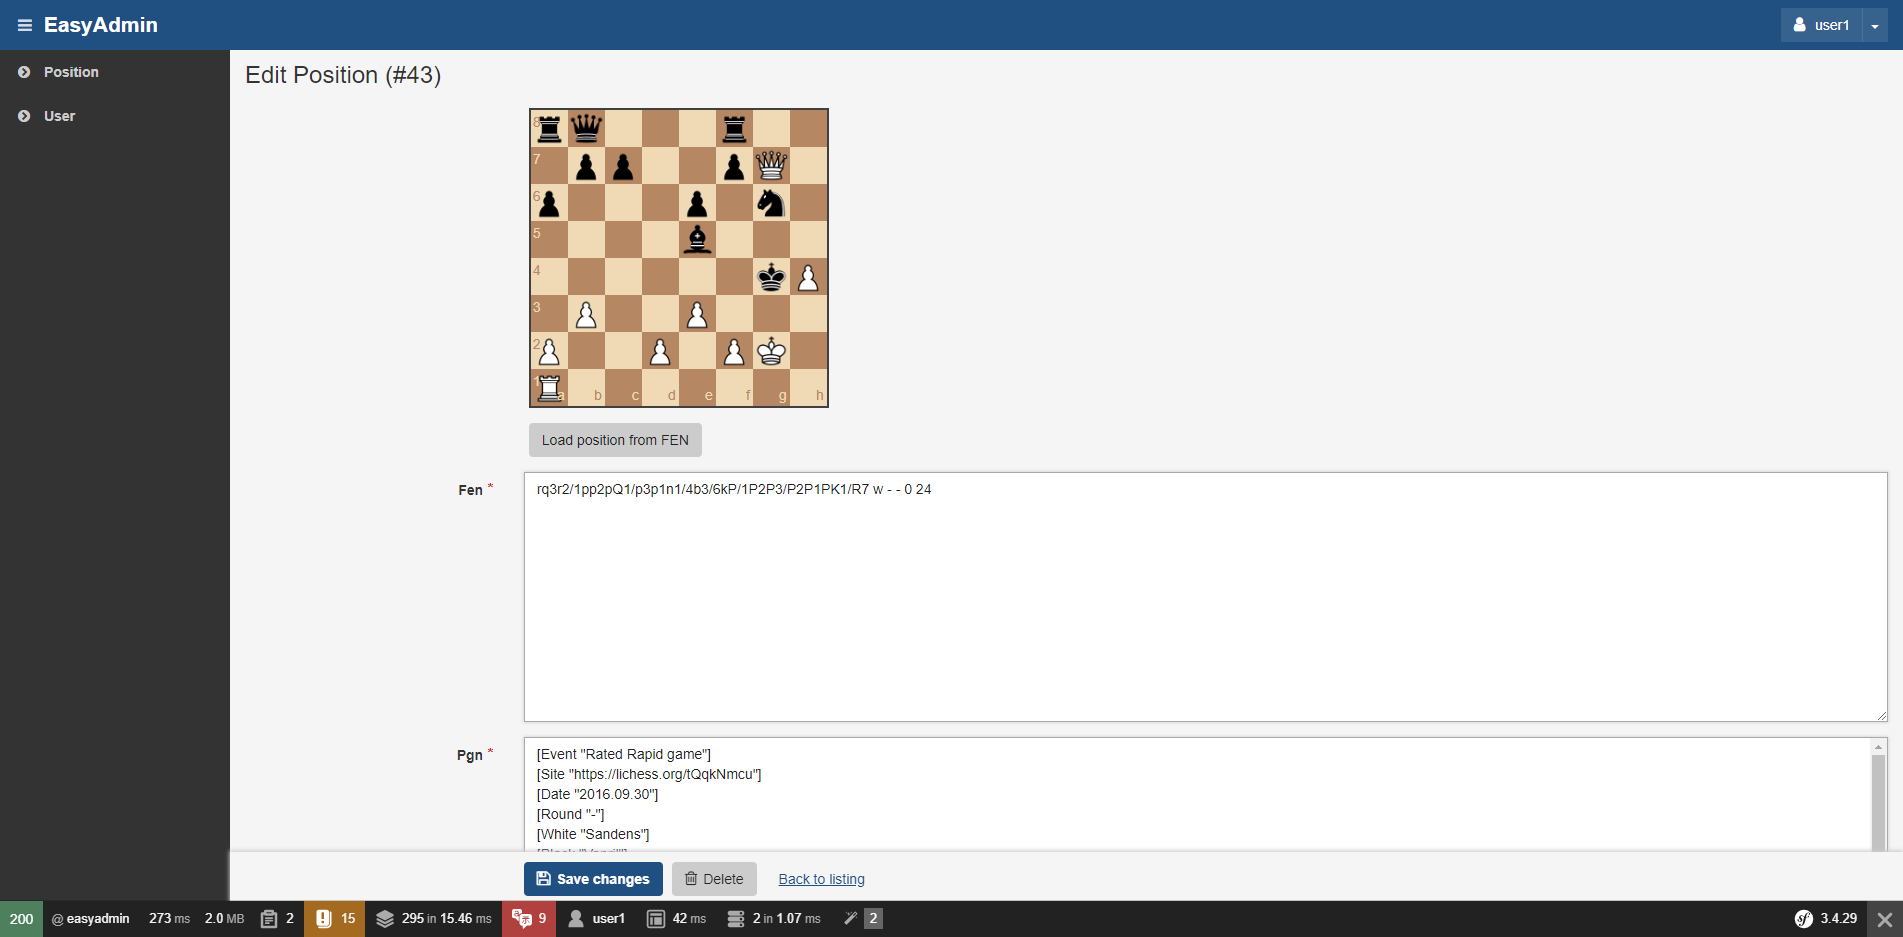 EasyAdmin
user1
Position
User
Edit Position (#43)
8
7
6
5
4
3
2
1
a b c d e f g h
Load position from FEN
Fen *
rq3r2/1pp2pQ1/p3p1n1/4b3/6kP/1P2P3/P2P1PK1/R7 w - - 0 24
Pgn *
[Event "Rated Rapid game"]
[Site "https://lichess.org/tQqkNmcu"]
[Date "2016.09.30"]
[Round "-"]
[White "Sandens"]
Save changes
Delete
Back to listing
200 @ easyadmin 273 ms 2.0 MB 2 15 295 in 15.46 ms 9 user1 42 ms 2 in 1.07 ms 2 sf 3.4.29